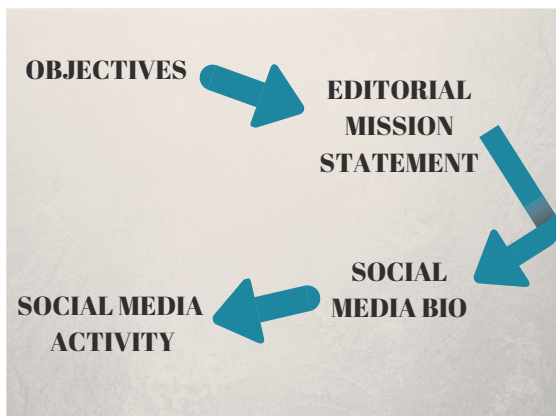 OBJECTIVES
EDITORIAL
MISSION
STATEMENT
SOCIAL
MEDIA BIO
SOCIAL MEDIA
ACTIVITY